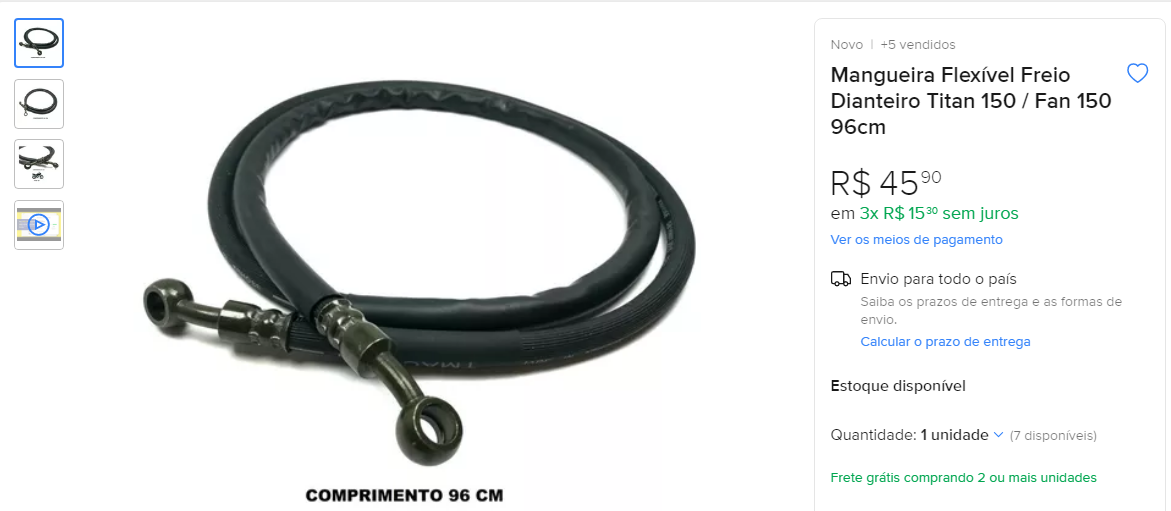 Novo | +5 vendidos
Mangueira Flexível Freio
Dianteiro Titan 150 / Fan 150
96cm
R$ 45 90
em 3x R$ 15 30 sem juros
Ver os meios de pagamento
Envio para todo o país
Saiba os prazos de entrega e as formas de
envio.
Calcular o prazo de entrega
Estoque disponível
Quantidade: 1 unidade (7 disponíveis)
Frete grátis comprando 2 ou mais unidades
COMPRIMENTO 96 CM